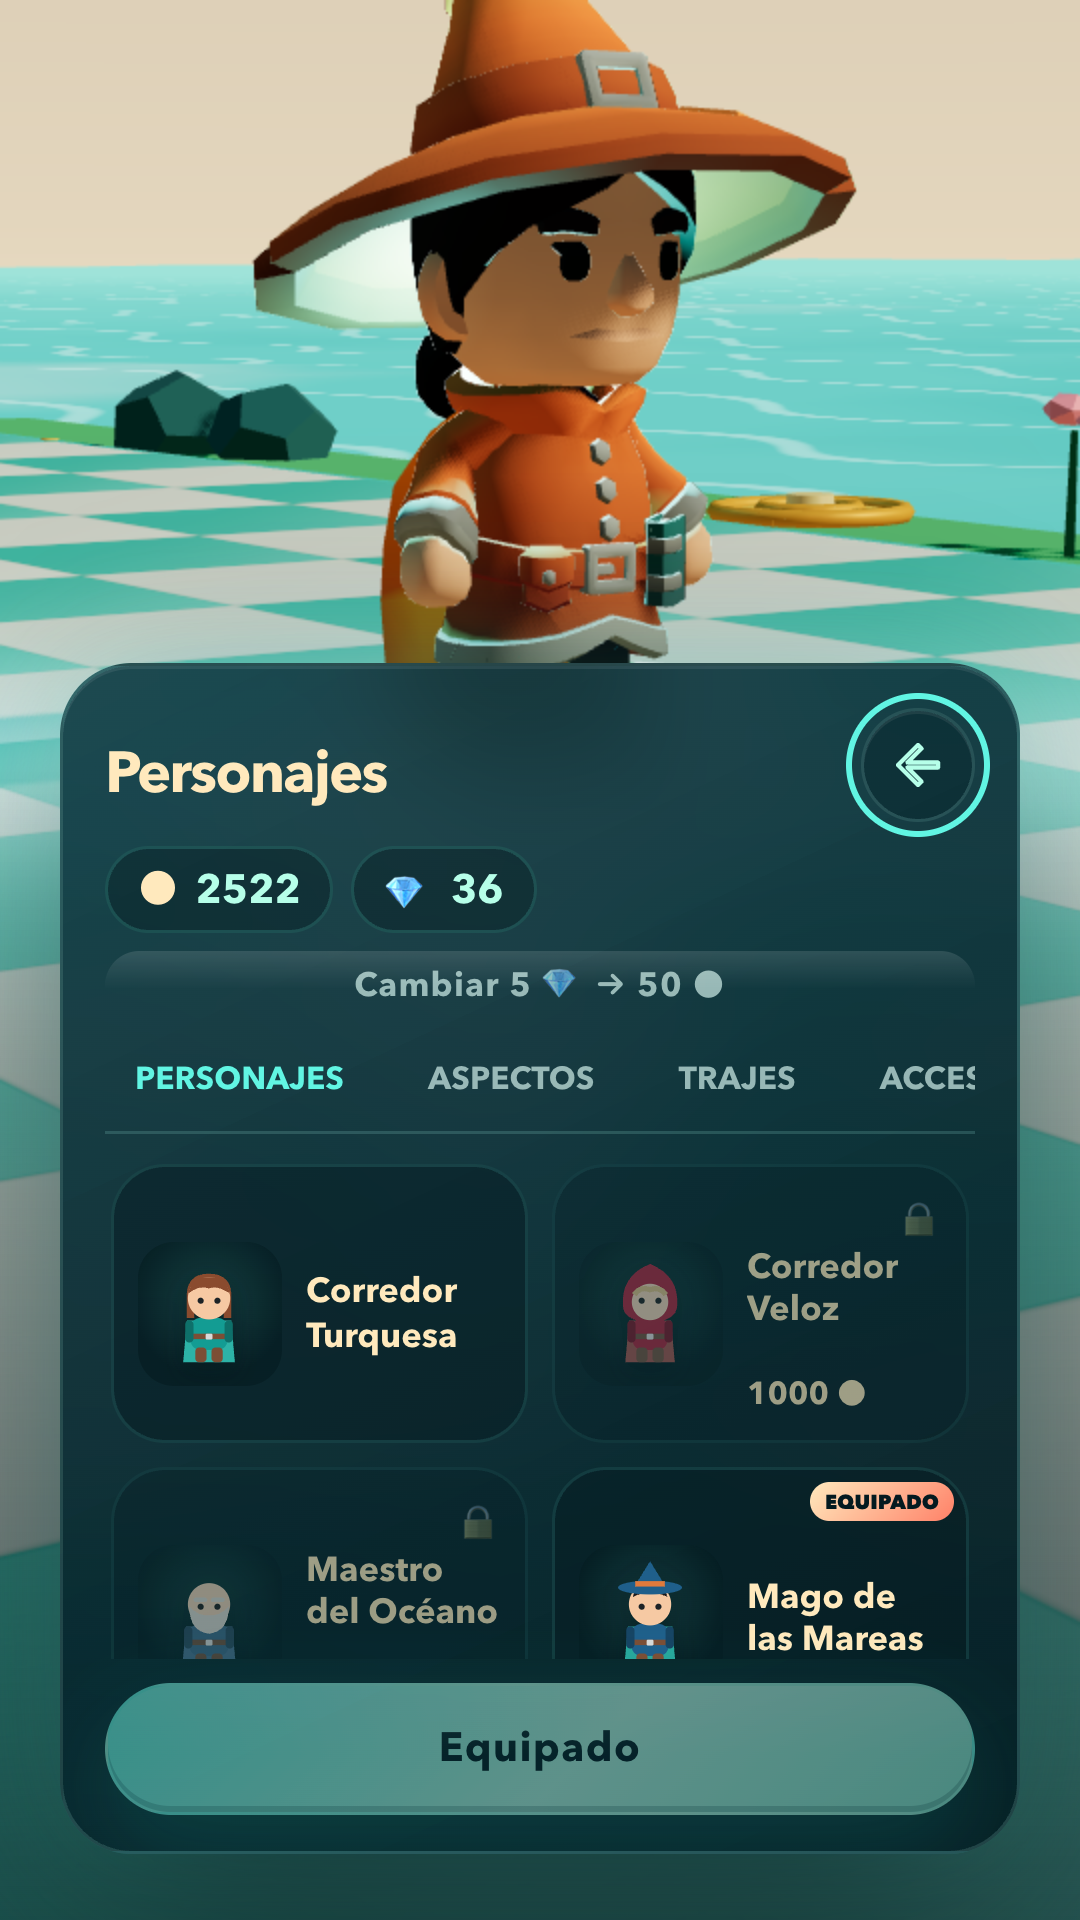 Personajes
2522
36
Cambiar 5 💎 → 50
PERSONAJES ASPECTOS TRAJES ACCES
Corredor
Turquesa
Corredor
Veloz
1000
Maestro
del Océano
EQUIPADO
Mago de
las Mareas
Equipado